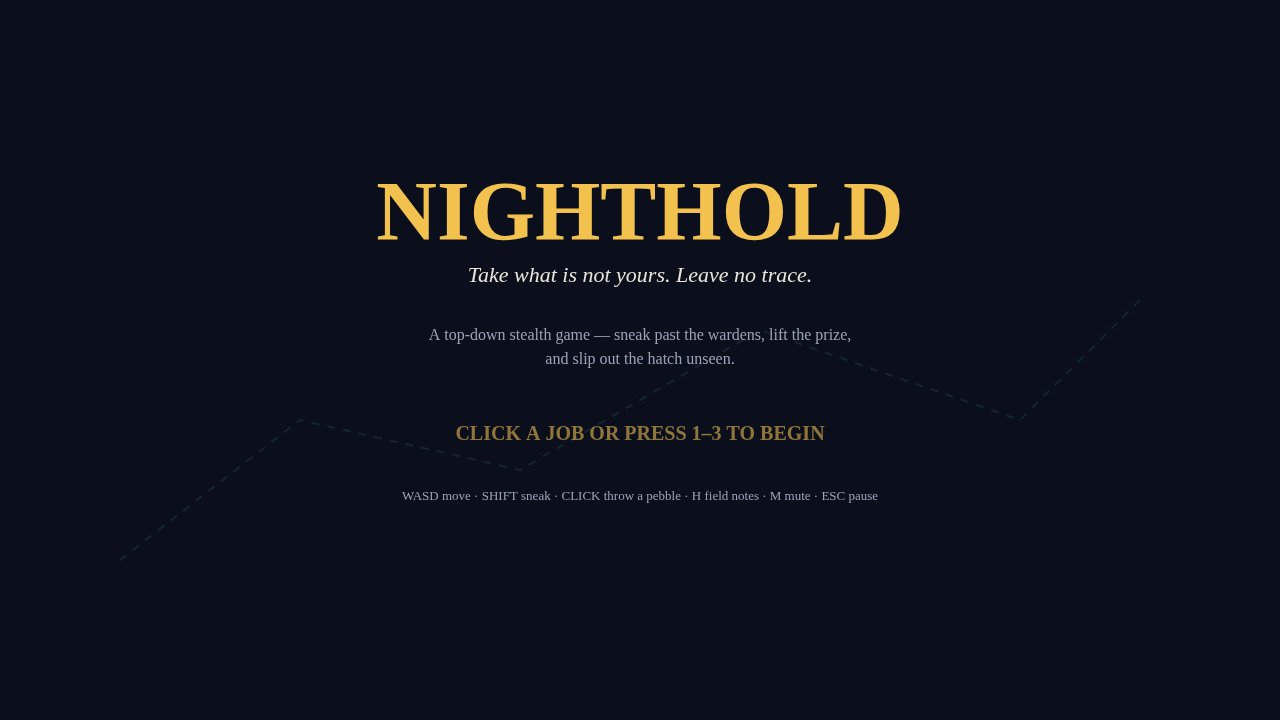 NIGHTHOLD
Take what is not yours. Leave no trace.
A top-down stealth game — sneak past the wardens, lift the prize,
and slip out the hatch unseen.
CLICK A JOB OR PRESS 1–3 TO BEGIN
WASD move · SHIFT sneak · CLICK throw a pebble · H field notes · M mute · ESC pause